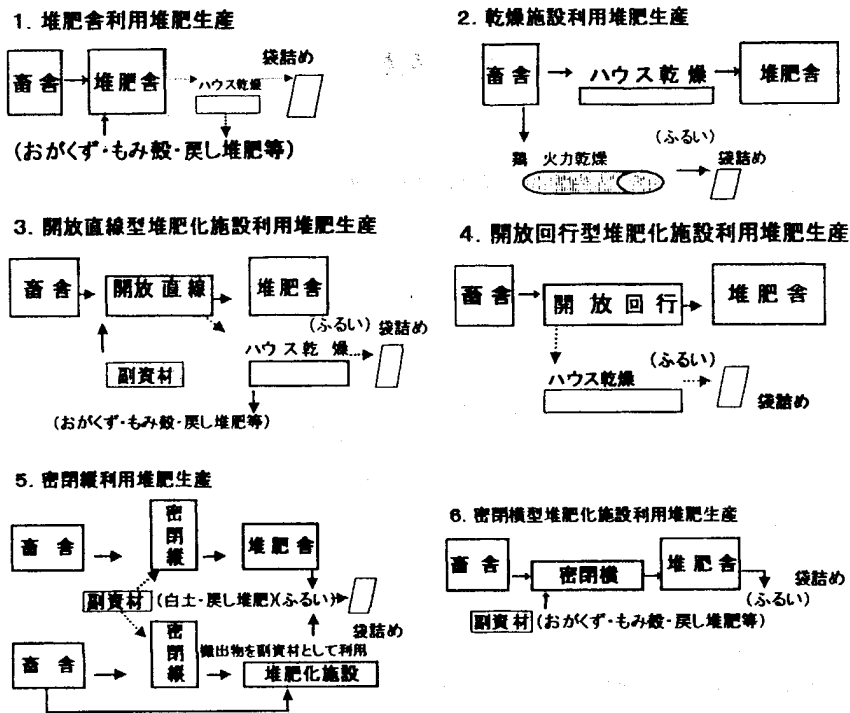 1. 堆肥舎利用堆肥生産
畜舎
堆肥舎
ハウス乾燥
袋詰め
(おがくず・もみ殻・戻し堆肥等)
2. 乾燥施設利用堆肥生産
畜舎
ハウス乾燥
堆肥舎
鶏 火力乾燥
(ふるい)
袋詰め
3. 開放直線型堆肥化施設利用堆肥生産
畜舎
開放直線
堆肥舎
(ふるい) 袋詰め
ハウス乾燥
副資材
(おがくず・もみ殻・戻し堆肥等)
4. 開放回行型堆肥化施設利用堆肥生産
畜舎
開放回行
堆肥舎
(ふるい)
ハウス乾燥
袋詰め
5. 密閉縦利用堆肥生産
畜舎
密閉縦
堆肥舎
副資材 (白土・戻し堆肥)(ふるい)
袋詰め
畜舎
密閉縦
搬出物を副資材として利用
堆肥化施設
6. 密閉横型堆肥化施設利用堆肥生産
畜舎
密閉横
堆肥舎
袋詰め
(ふるい)
副資材 (おがくず・もみ殻・戻し堆肥等)